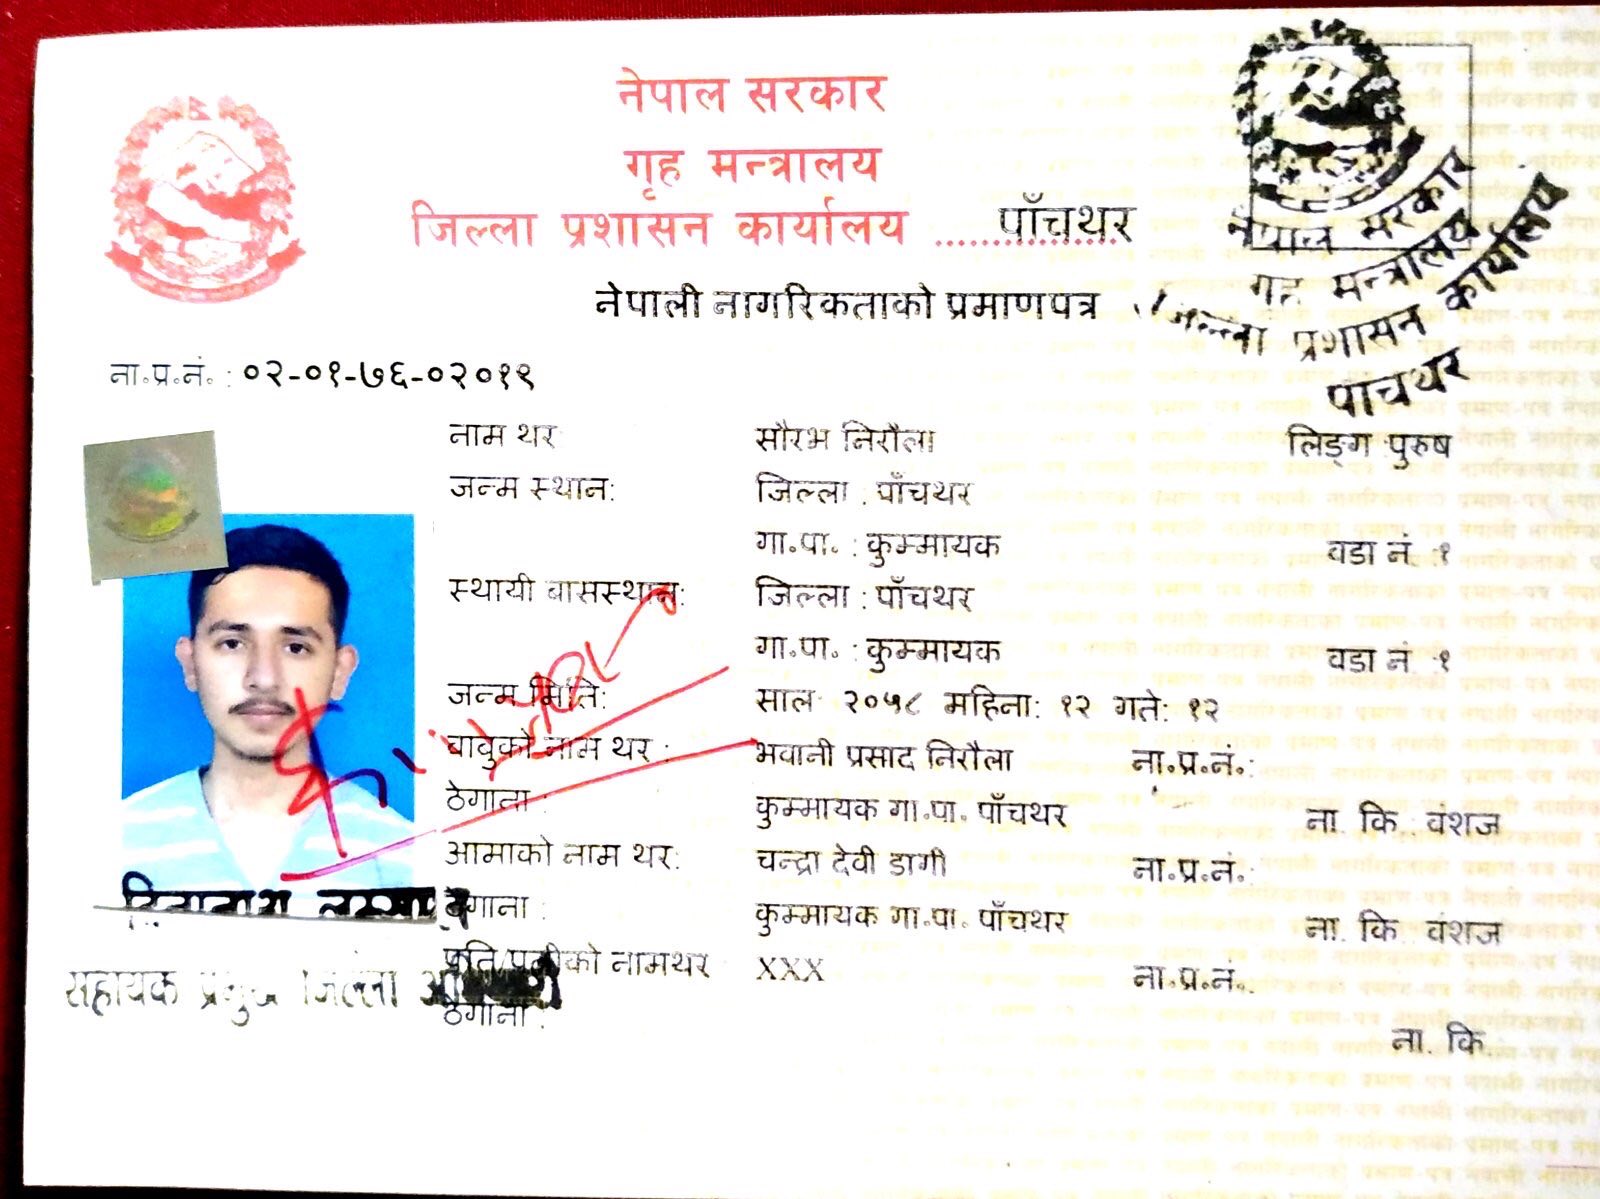 नेपाल सरकार
गृह मन्त्रालय
जिल्ला प्रशासन कार्यालय ..............पाँचथर
नेपाली नागरिकताको प्रमाणपत्र
नेपाल सरकार
गृह मन्त्रालय
जिल्ला प्रशासन कार्यालय
पाँचथर
ना.प्र.नं. : ०२-०१-७६-०२०१९
नाम थर: सौरभ निरौला लिङ्ग :पुरुष
जन्म स्थान: जिल्ला : पाँचथर
गा.पा. : कुम्मायक वडा नं :१
स्थायी बासस्थान: जिल्ला : पाँचथर
गा.पा. : कुम्मायक वडा नं :१
जन्म मिति: साल २०५८ महिना: १२ गते: १२
बाबुको नाम थर : भवानी प्रसाद निरौला ना.प्र.नं.:
ठेगाना : कुम्मायक गा.पा. पाँचथर ना. कि.: वंशज
आमाको नाम थर: चन्द्रा देवी डागी ना.प्र.नं.:
ठेगाना : कुम्मायक गा.पा. पाँचथर ना. कि.: वंशज
पति/पत्नीको नामथर XXX ना.प्र.नं..
ठेगाना : ना. कि.
सहायक प्रमुख जिल्ला